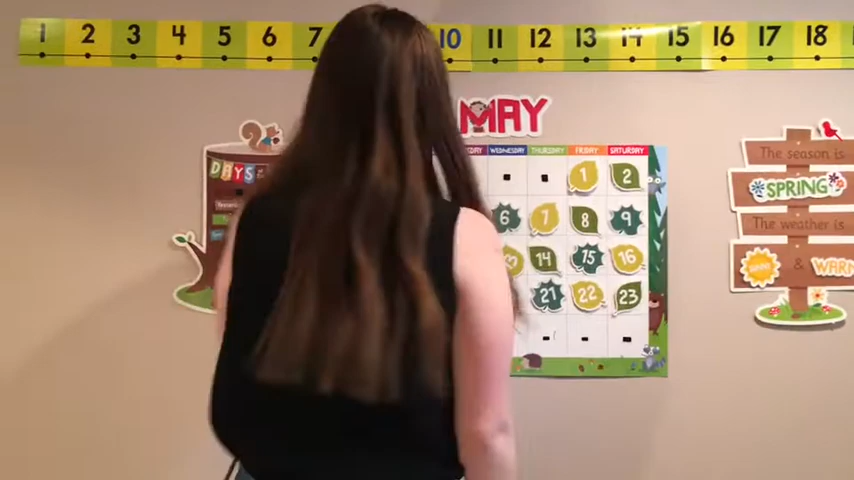 1 2 3 4 5 6 7 10 11 12 13 14 15 16 17 18
MAY
DAYS
WEDNESDAY THURSDAY FRIDAY SATURDAY
1 2
6 7 8 9
14 15 16
21 22 23
The season is
SPRING
The weather is
&